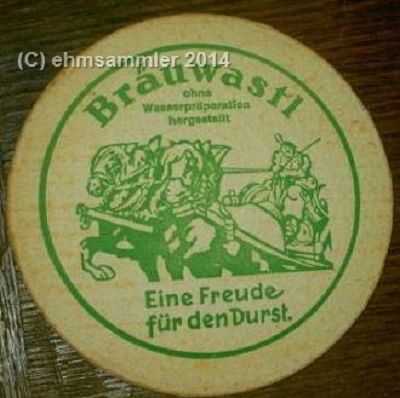 (C) ehmsammler 2014
Bräuwastl
ohne
Wasserpräparation
hergestellt
Eine Freude
für den Durst.